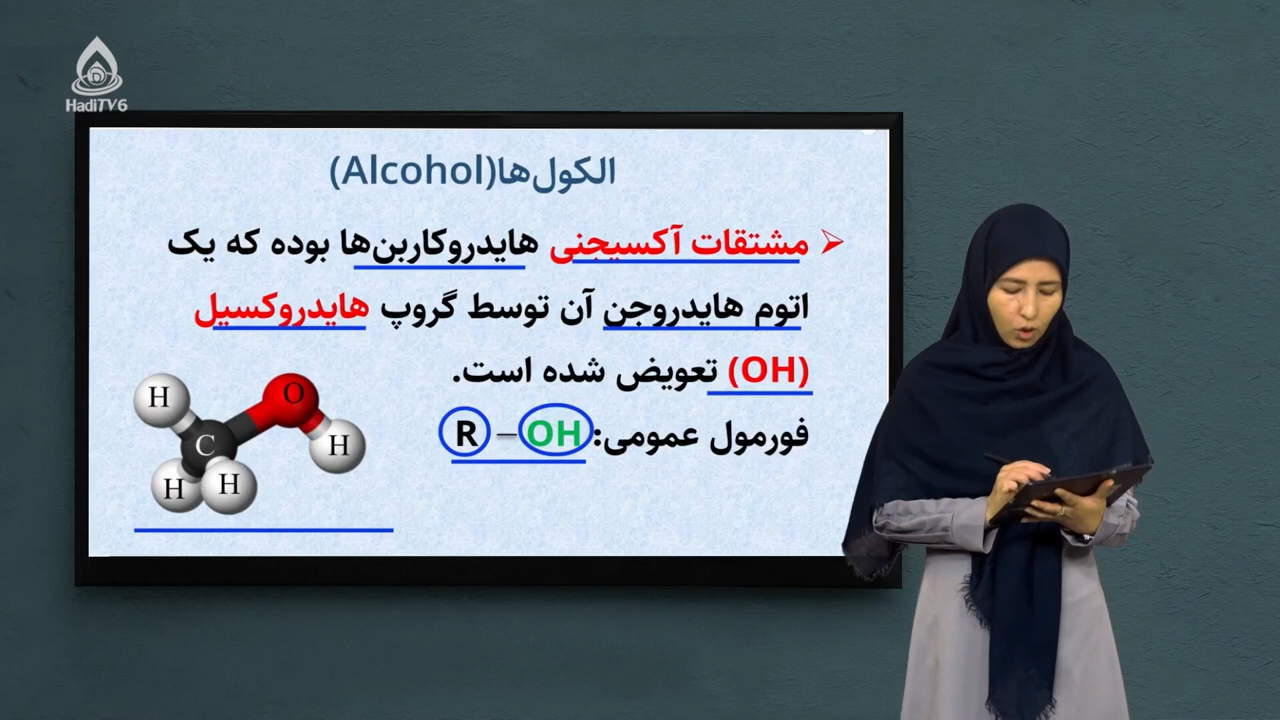 HadiTV6
الکول‌ها(Alcohol)
مشتقات آکسیجنی هایدروکاربن‌ها بوده که یک
اتوم هایدروجن آن توسط گروپ هایدروکسیل
(OH) تعویض شده است.
فورمول عمومی: R – OH
H
O
C
H
H
H